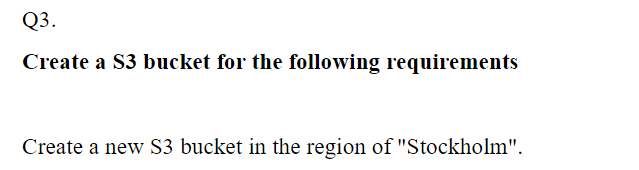 Q3.
Create a S3 bucket for the following requirements
Create a new S3 bucket in the region of "Stockholm".